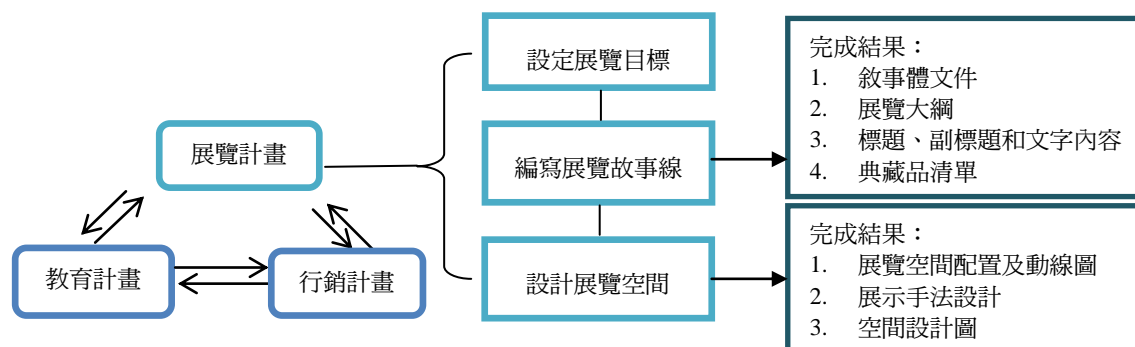 展覽計畫
教育計畫
行銷計畫
設定展覽目標
編寫展覽故事線
設計展覽空間
完成結果：
1. 敘事體文件
2. 展覽大綱
3. 標題、副標題和文字內容
4. 典藏品清單
完成結果：
1. 展覽空間配置及動線圖
2. 展示手法設計
3. 空間設計圖